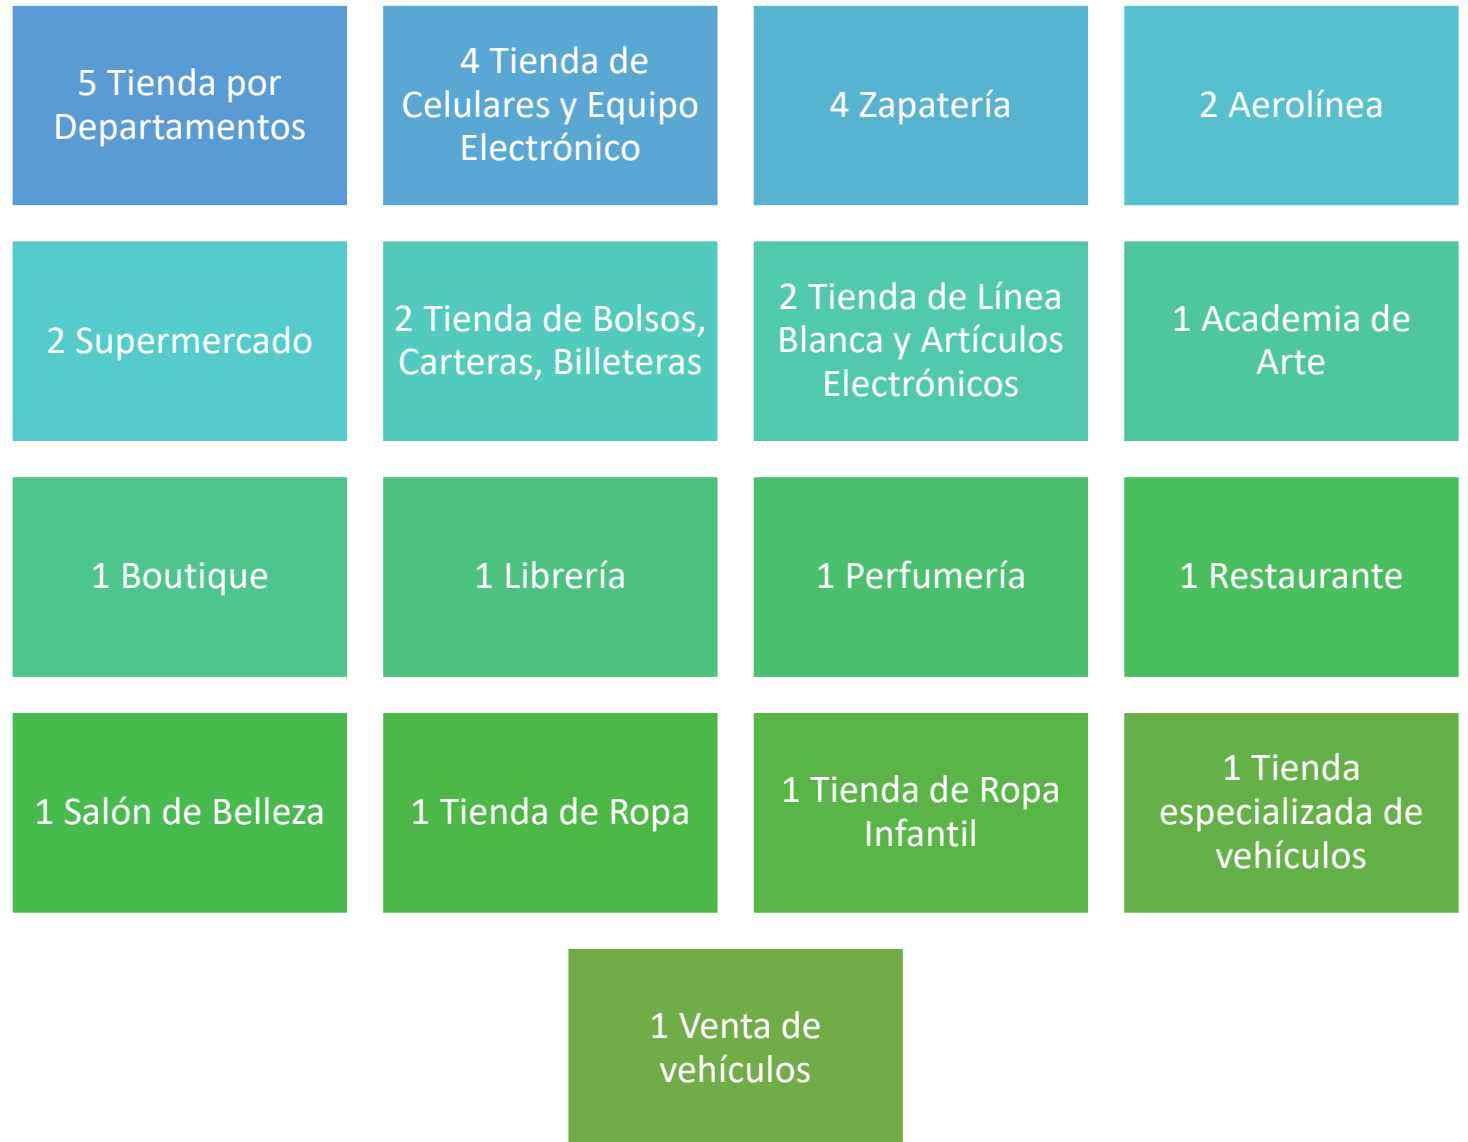 5 Tienda por
Departamentos
4 Tienda de
Celulares y Equipo
Electrónico
4 Zapatería
2 Aerolínea
2 Supermercado
2 Tienda de Bolsos,
Carteras, Billeteras
2 Tienda de Línea
Blanca y Artículos
Electrónicos
1 Academia de
Arte
1 Boutique
1 Librería
1 Perfumería
1 Restaurante
1 Salón de Belleza
1 Tienda de Ropa
1 Tienda de Ropa
Infantil
1 Tienda
especializada de
vehículos
1 Venta de
vehículos